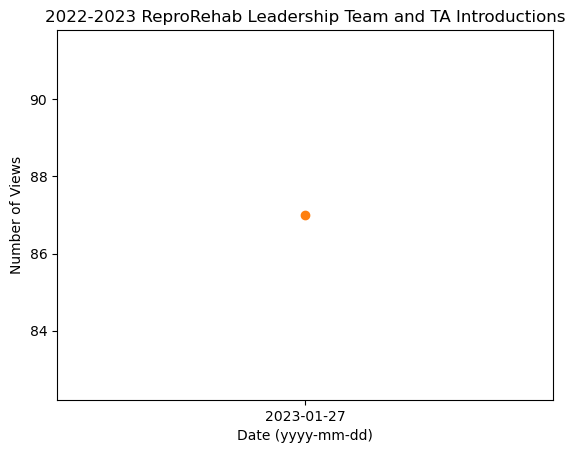 2022-2023 ReproRehab Leadership Team and TA Introductions
90
88
86
84
Number of Views
2023-01-27
Date (yyyy-mm-dd)